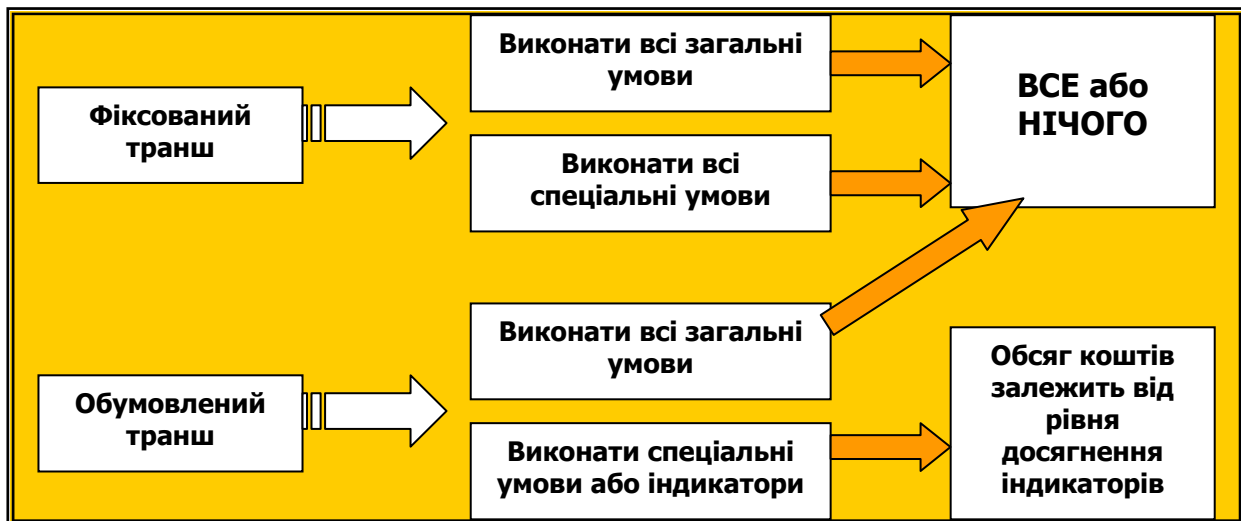 Виконати всі загальні
умови
Фіксований
транш
Виконати всі
спеціальні умови
ВСЕ або
НІЧОГО
Виконати всі загальні
умови
Обумовлений
транш
Виконати спеціальні
умови або індикатори
Обсяг коштів
залежить від
рівня
досягнення
індикаторів